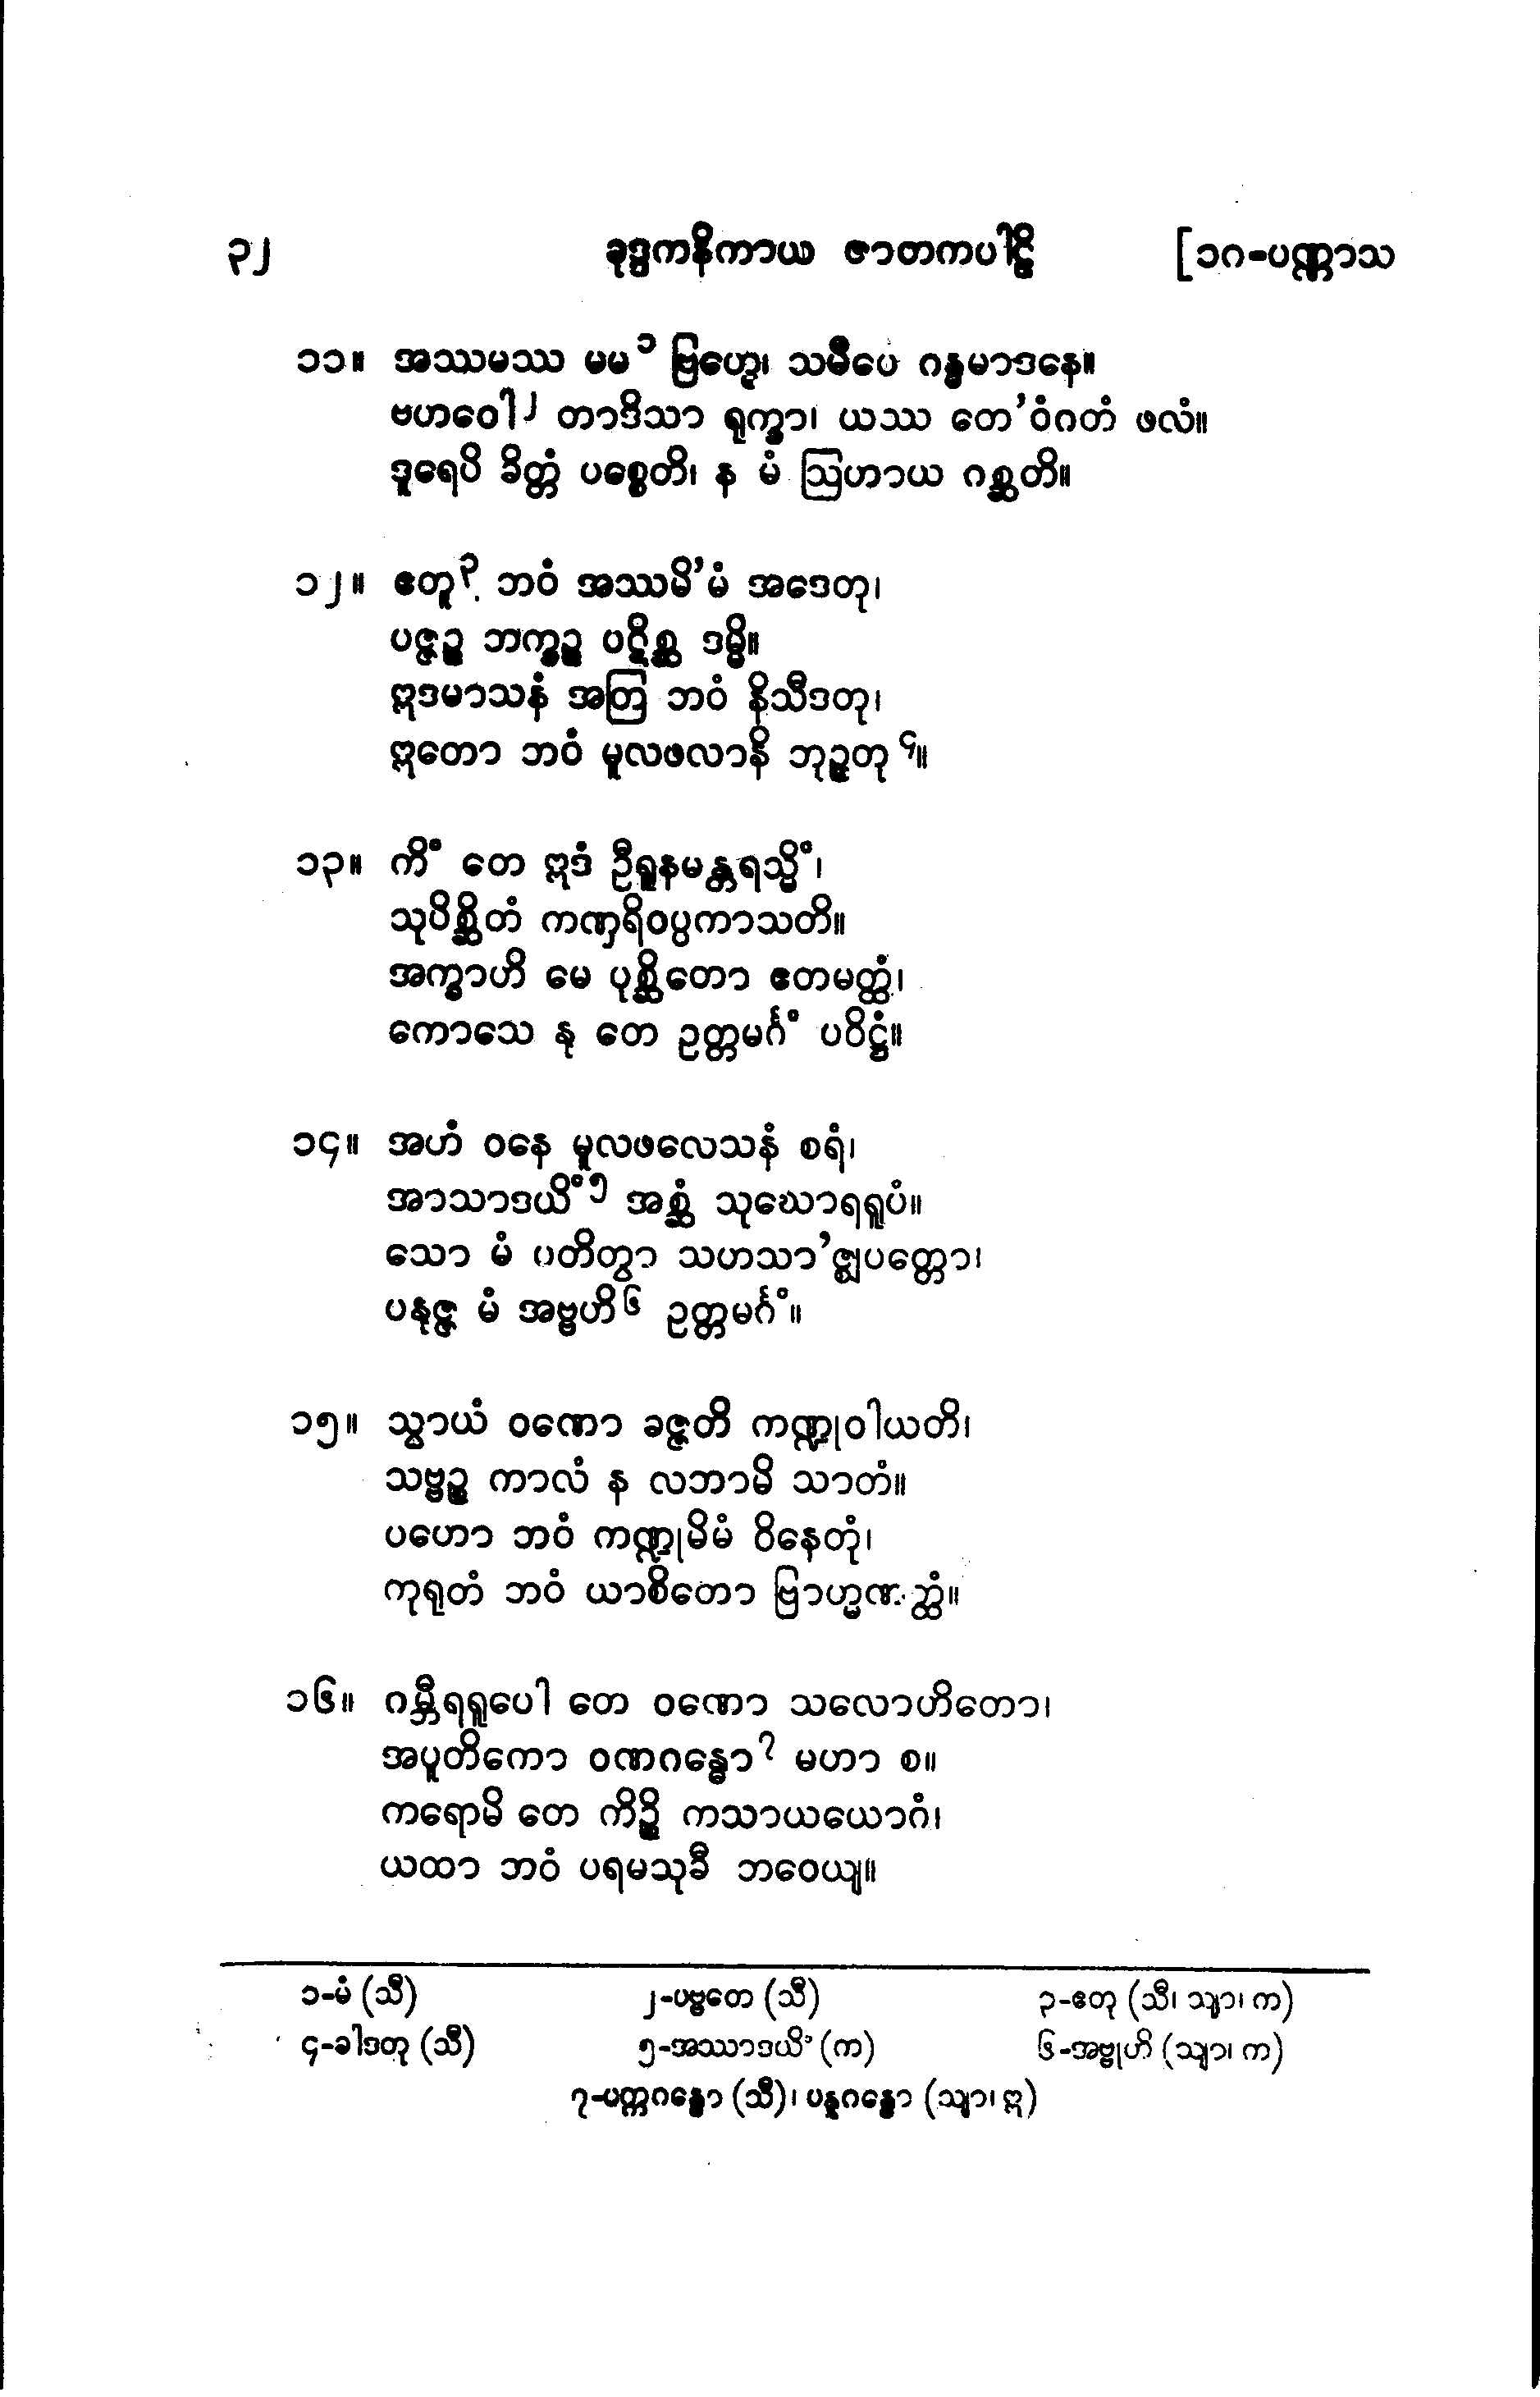 ၃၂ ခုဒ္ဒကနိကာယ ဇာတကပါဠိ [၁၈-ပဏ္ဏာသ
၁၁။ အဿမဿ မမ ၁ ဗြဟ္မေ၊ သမီပေ ဂန္ဓမာဒနေ။
ဗဟဝေါ ၂ တာဒိသာ ရုက္ခာ၊ ယဿ တေ’ဝံဂတံ ဖလံ။
ဒူရေပိ ခိတ္တံ ပစ္စေတိ၊ န မံ ဩဟာယ ဂစ္ဆတိ။
၁၂။ ဧတူ ၃ ဘဝံ အဿမိ’မံ အဒေတု၊
ပဇ္ဇဉ္စ ဘက္ခဉ္စ ပဋိစ္ဆ ဒမ္မိ။
ဣဒမာသနံ အတြ ဘဝံ နိသီဒတု၊
ဣတော ဘဝံ မူလဖလာနိ ဘုဉ္ဇတု ၄။
၁၃။ ကိံ တေ ဣဒံ ဦရူနမန္တရသ္မိံ၊
သုပိစ္ဆိတံ ကဏှရိဝပ္ပကာသတိ။
အက္ခာဟိ မေ ပုစ္ဆိတော ဧတမတ္ထံ၊
ကောသေ နု တေ ဥတ္တမင်္ဂံ ပဝိဋ္ဌံ။
၁၄။ အဟံ ဝနေ မူလဖလေသနံ စရံ၊
အာသာဒယိံ ၅ အစ္ဆံ သုဃောရရူပံ။
သော မံ ပတိတွာ သဟသာ’ဇ္ဈပတ္တော၊
ပနုဇ္ဇ မံ အဗ္ဗဟိ ၆ ဥတ္တမင်္ဂံ။
၁၅။ သွာယံ ဝဏော ခဇ္ဇတိ ကဏ္ဍုဝါယတိ၊
သဗ္ဗဉ္စ ကာလံ န လဘာမိ သာတံ။
ပဟော ဘဝံ ကဏ္ဍုမိမံ ဝိနေတုံ၊
ကုရုတံ ဘဝံ ယာစိတော ဗြာဟ္မဏတ္ထံ။
၁၆။ ဂမ္ဘီရရူပေါ တေ ဝဏော သလောဟိတော၊
အပူတိကော ဝဏဂန္ဓော ၇ မဟာ စ။
ကရောမိ တေ ကိဉ္စိ ကသာယယောဂံ၊
ယထာ ဘဝံ ပရမသုခီ ဘဝေယျ။
၁-မံ (သီ) ၂-ပဗ္ဗတေ (သီ) ၃-ဧတု (သီ၊ သျာ၊ က)
၄-ခါဒတု (သီ) ၅-အဿာဒယိံ (က) ၆-အဗ္ဗုဟိ (သျာ၊ က)
၇-ပက္ကဂန္ဓော (သီ)၊ ပန္နဂန္ဓော (သျာ၊ ဣ)